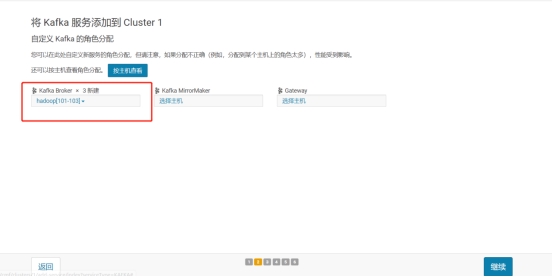 将 Kafka 服务添加到 Cluster 1
自定义 Kafka 的角色分配
您可以在此处自定义新服务的角色分配，但请注意，如果分配不正确（例如，分配到某个主机上的角色太多），性能受到影响。
还可以按主机查看角色分配。 按主机查看
Kafka Broker × 3 新建
hadoop[101-103]
Kafka MirrorMaker
选择主机
Gateway
选择主机
返回
1 2 3 4 5 6
继续